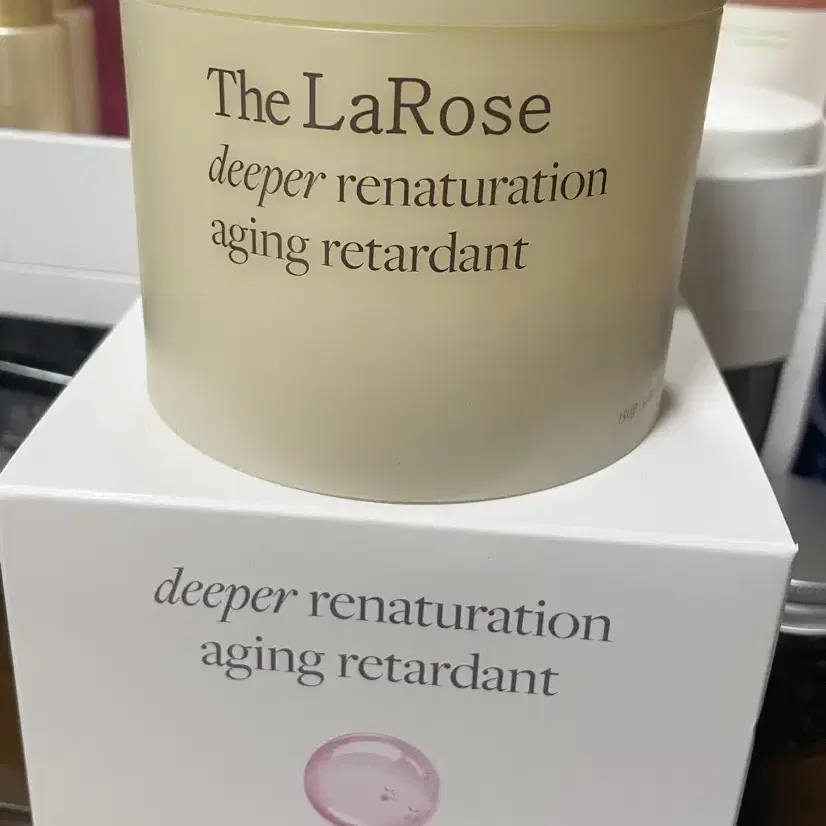 The LaRose
deeper renaturation
aging retardant
deeper renaturation
aging retardant